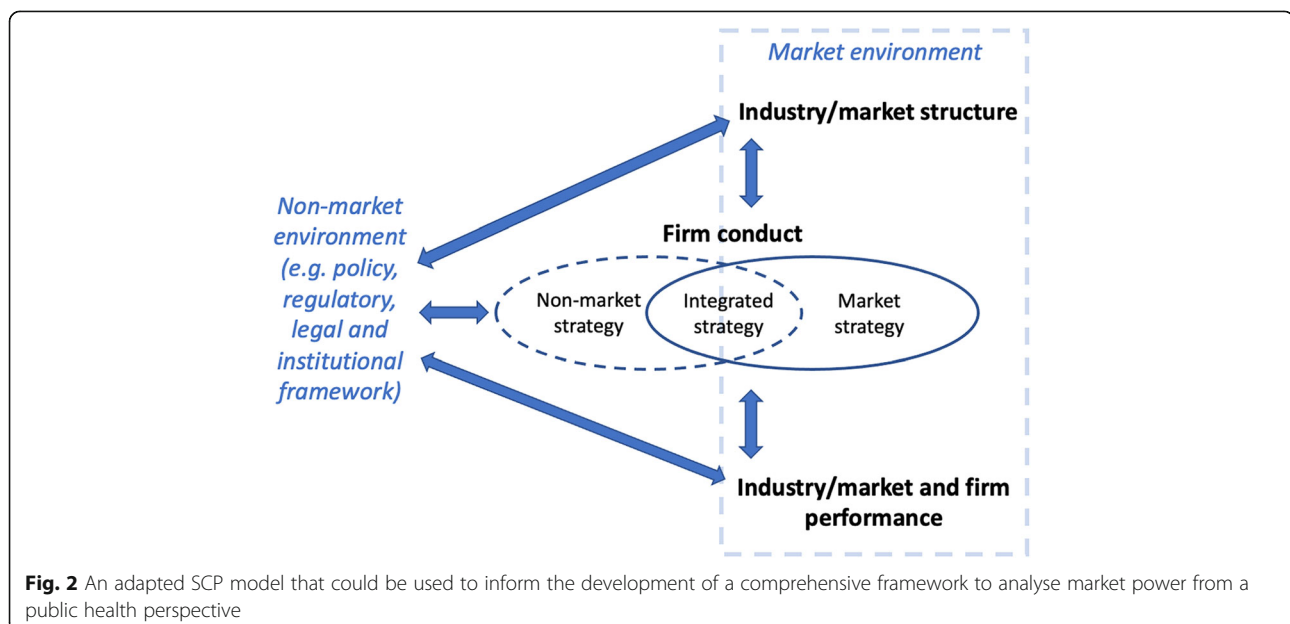 Market environment
Industry/market structure
Non-market
environment
(e.g. policy,
regulatory,
legal and
institutional
framework)
Firm conduct
Non-market
strategy
Integrated
strategy
Market
strategy
Industry/market and firm
performance
Fig. 2 An adapted SCP model that could be used to inform the development of a comprehensive framework to analyse market power from a
public health perspective